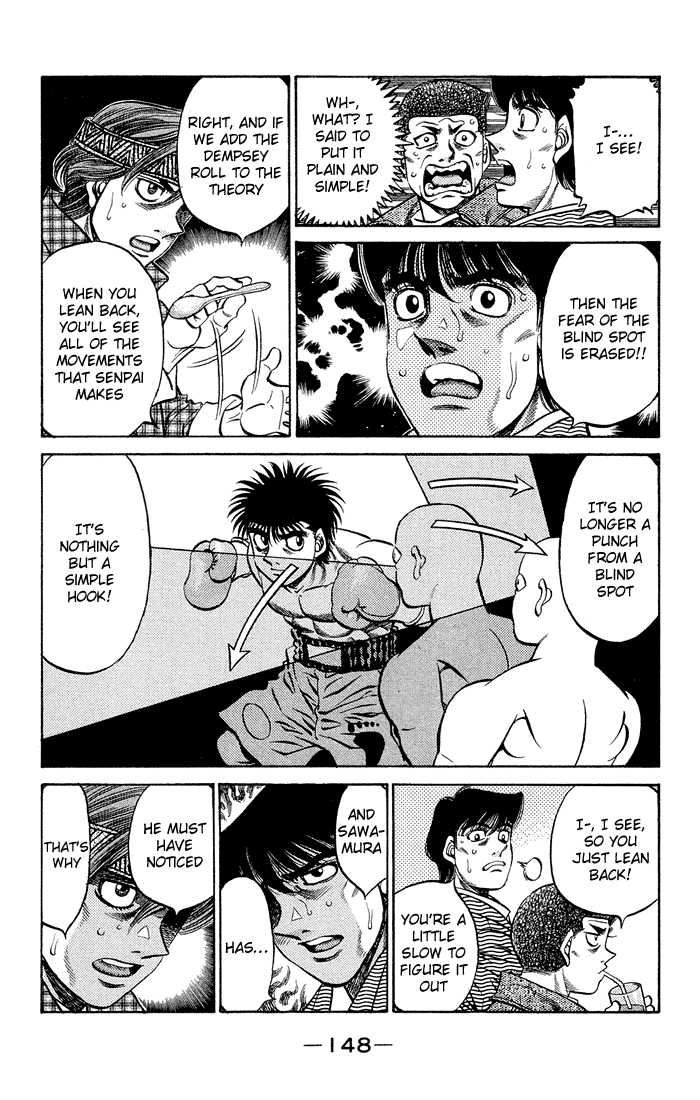 I-...
I SEE!
WH-,
WHAT? I
SAID TO
PUT IT
PLAIN AND
SIMPLE!
THEN THE
FEAR OF THE
BLIND SPOT
IS ERASED!!
RIGHT, AND IF
WE ADD THE
DEMPSEY
ROLL TO THE
THEORY
WHEN YOU
LEAN BACK,
YOU'LL SEE
ALL OF THE
MOVEMENTS
THAT SENPAI
MAKES
IT'S NO
LONGER A
PUNCH
FROM A
BLIND
SPOT
IT'S
NOTHING
BUT A
SIMPLE
HOOK!
I-, I SEE,
SO YOU
JUST LEAN
BACK!
YOU'RE A
LITTLE
SLOW TO
FIGURE IT
OUT
AND
SAWA-
MURA
HAS...
HE MUST
HAVE
NOTICED
THAT'S
WHY
—148—